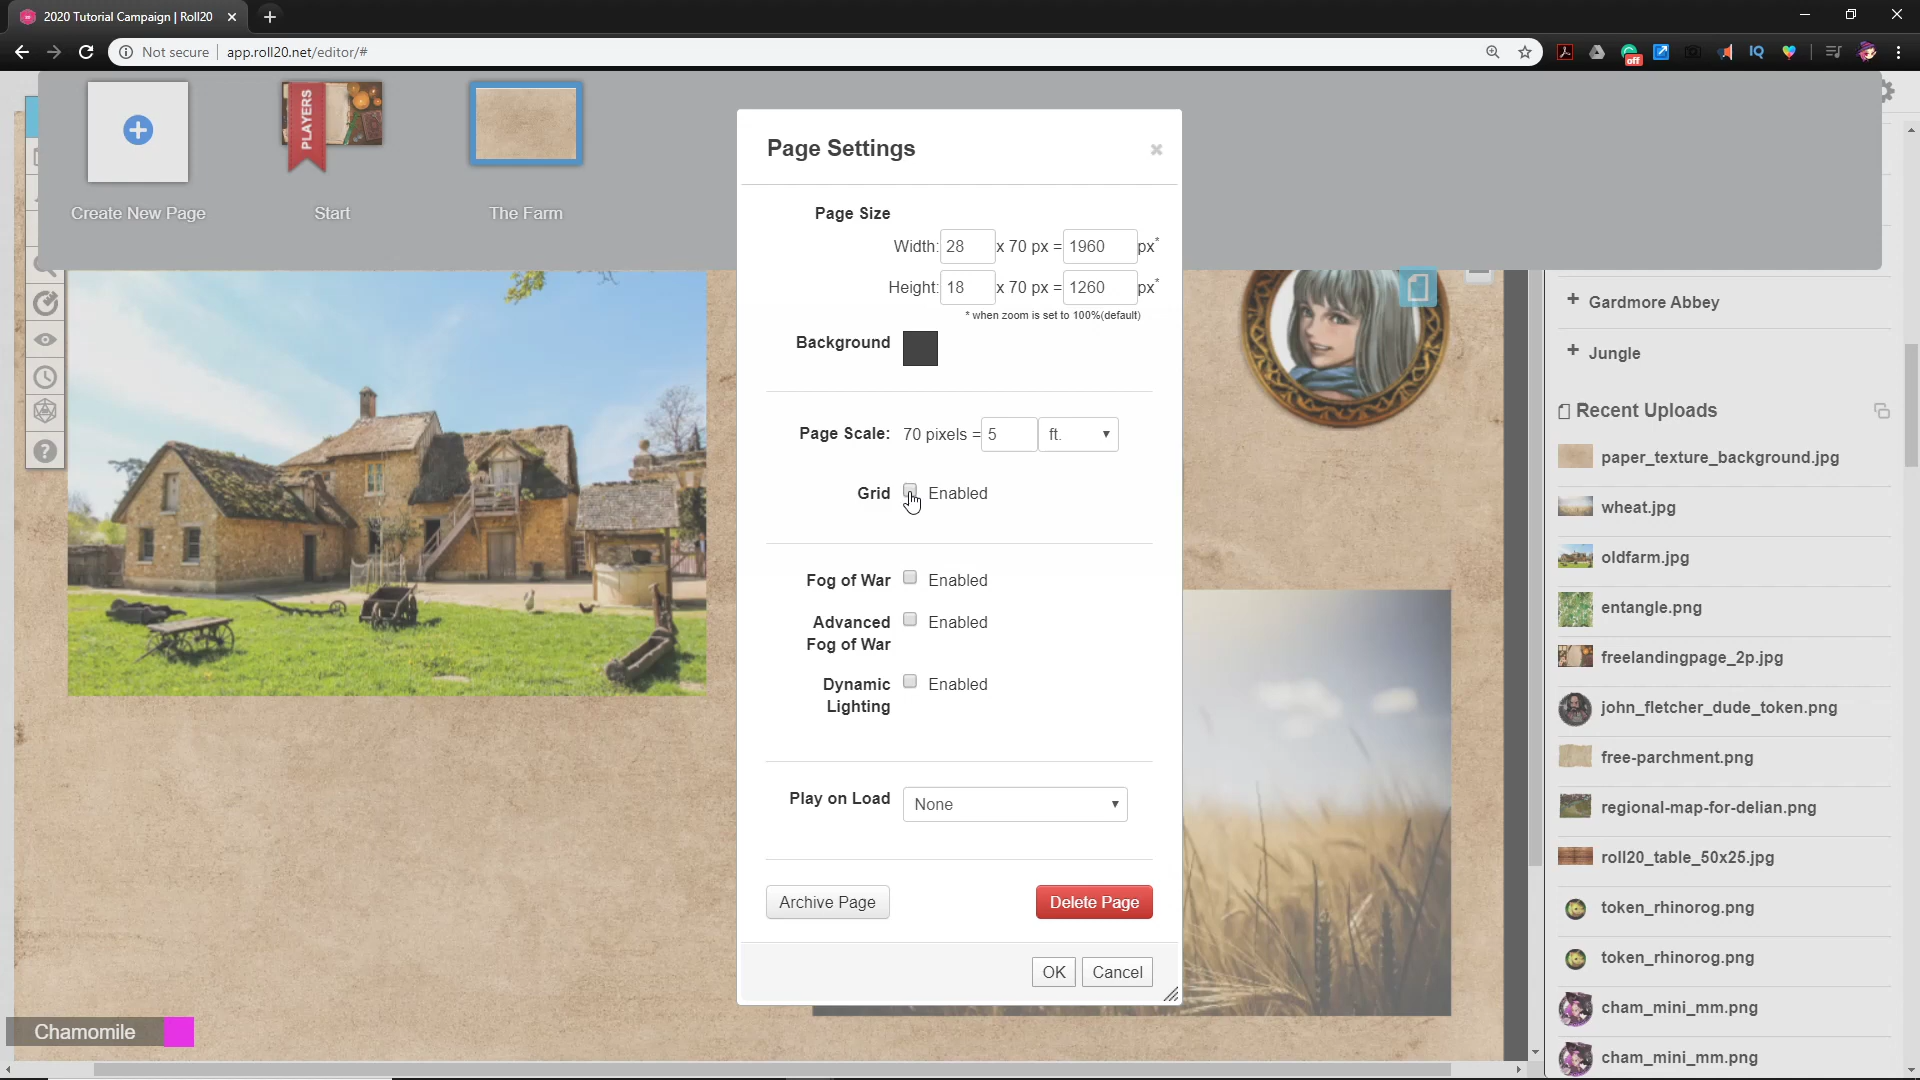 2020 Tutorial Campaign | Roll20
Not secure
app.roll20.net/editor/#
off
IQ
Create New Page
PLAYERS
Start
The Farm
Page Settings
Page Size
Width: 28 x 70 px = 1960 px*
Height: 18 x 70 px = 1260 px*
* when zoom is set to 100%(default)
Background
Page Scale: 70 pixels = 5 ft.
Grid Enabled
Fog of War Enabled
Advanced Enabled
Fog of War
Dynamic Enabled
Lighting
Play on Load None
Archive Page Delete Page
OK Cancel
Gardmore Abbey
Jungle
Recent Uploads
paper_texture_background.jpg
wheat.jpg
oldfarm.jpg
entangle.png
freelandingpage_2p.jpg
john_fletcher_dude_token.png
free-parchment.png
regional-map-for-delian.png
roll20_table_50x25.jpg
token_rhinorog.png
token_rhinorog.png
cham_mini_mm.png
cham_mini_mm.png
Chamomile